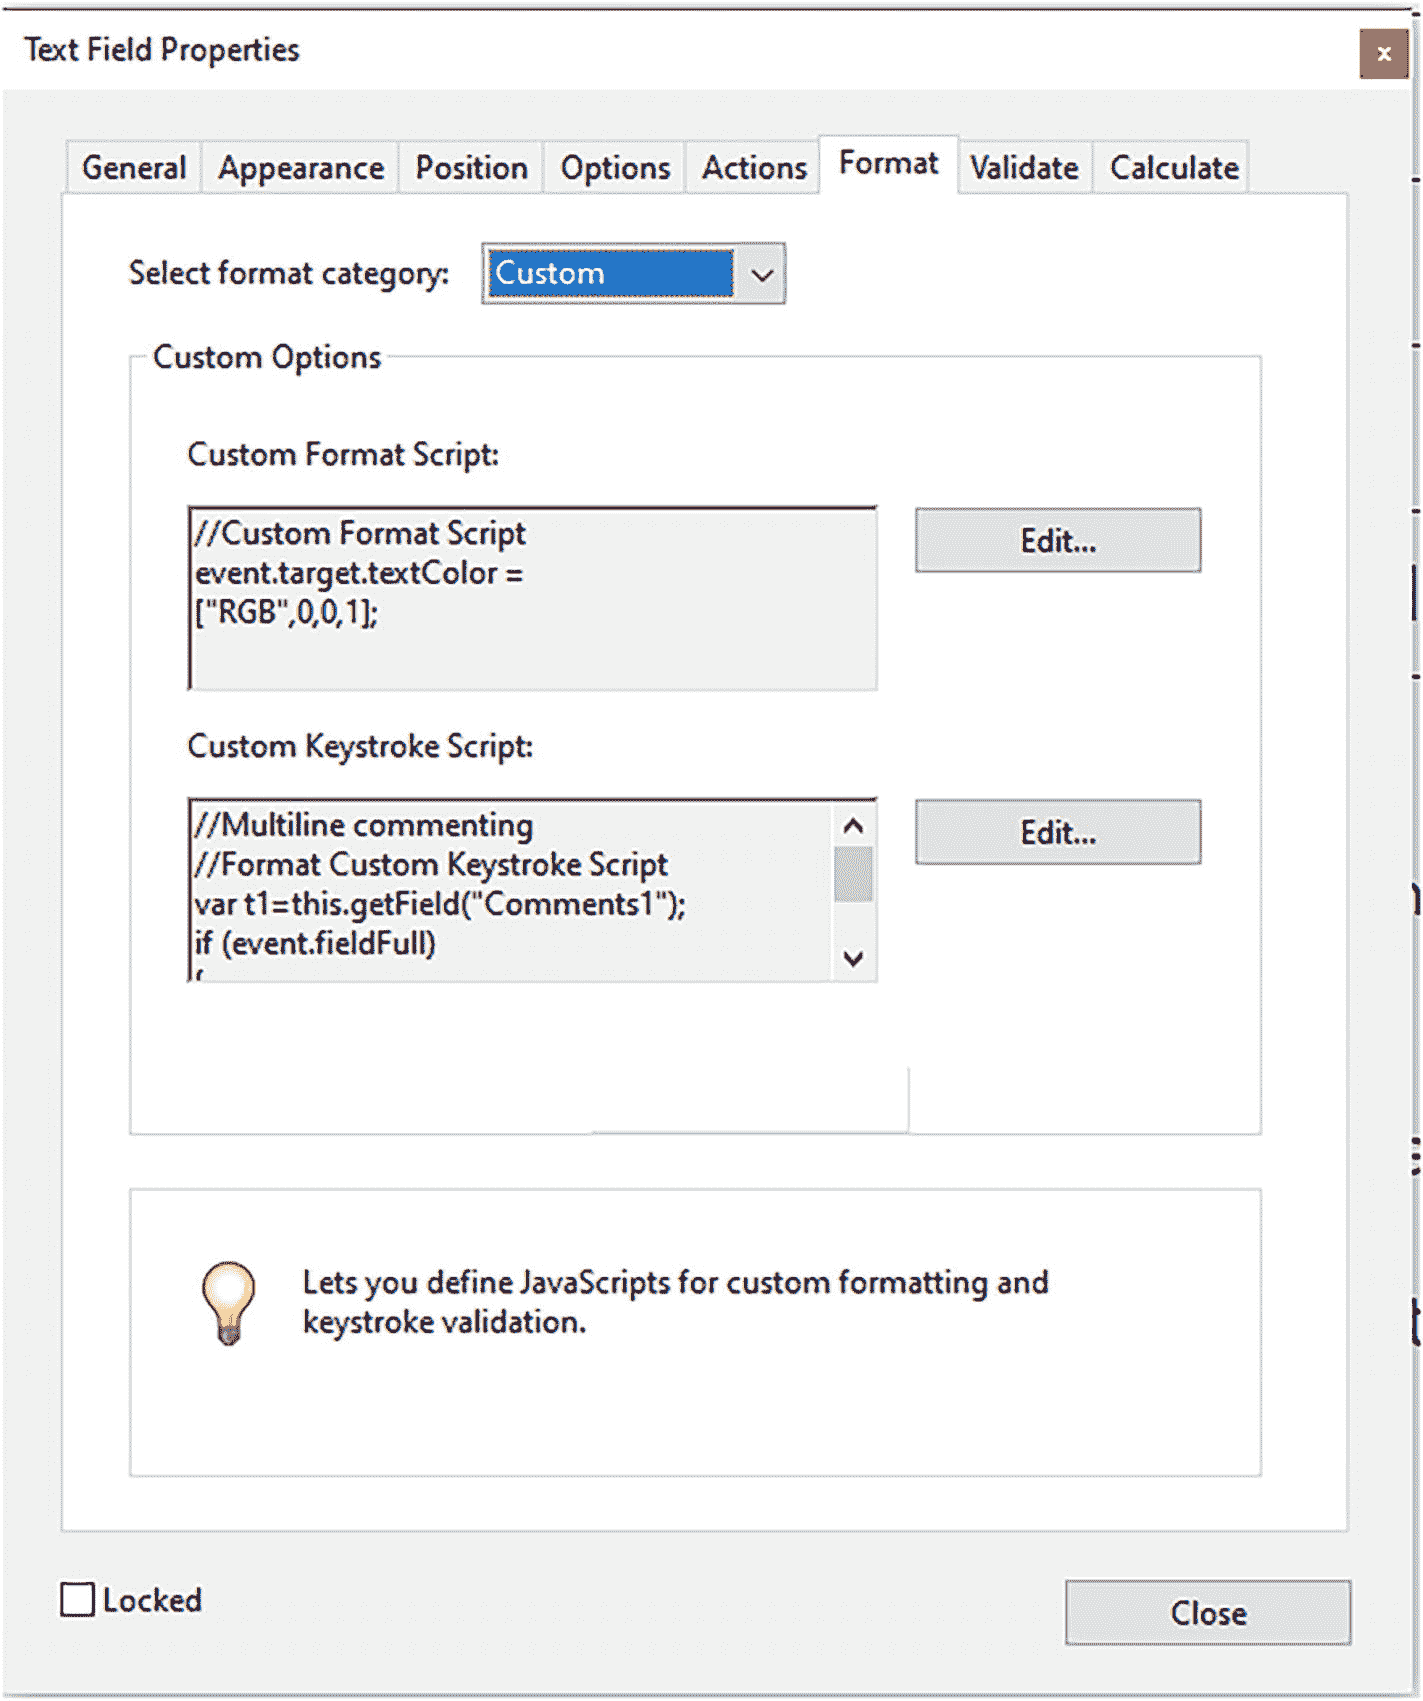 Text Field Properties
General Appearance Position Options Actions Format Validate Calculate
Select format category: Custom
Custom Options
Custom Format Script:
//Custom Format Script
event.target.textColor =
["RGB",0,0,1];
Edit...
Custom Keystroke Script:
//Multiline commenting
//Format Custom Keystroke Script
var t1=this.getField("Comments1");
if (event.fieldFull)
Edit...
Lets you define JavaScripts for custom formatting and
keystroke validation.
Locked
Close